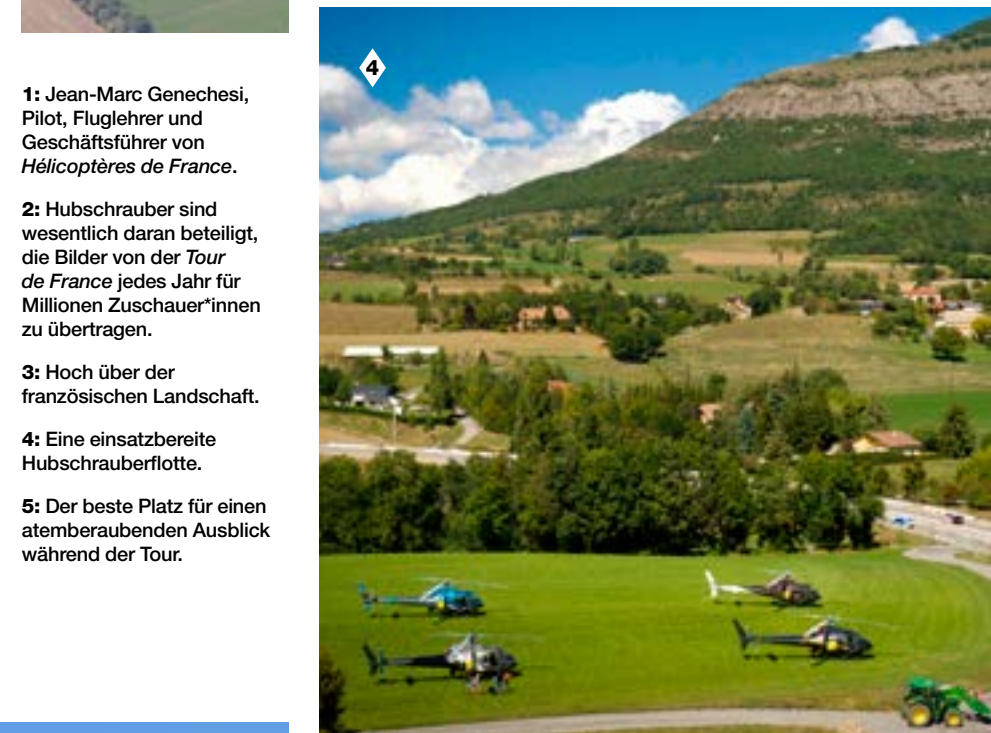 1: Jean-Marc Genechesi,
Pilot, Fluglehrer und
Geschäftsführer von
Hélicoptères de France.
2: Hubschrauber sind
wesentlich daran beteiligt,
die Bilder von der Tour
de France jedes Jahr für
Millionen Zuschauer*innen
zu übertragen.
3: Hoch über der
französischen Landschaft.
4: Eine einsatzbereite
Hubschrauberflotte.
5: Der beste Platz für einen
atemberaubenden Ausblick
während der Tour.
4